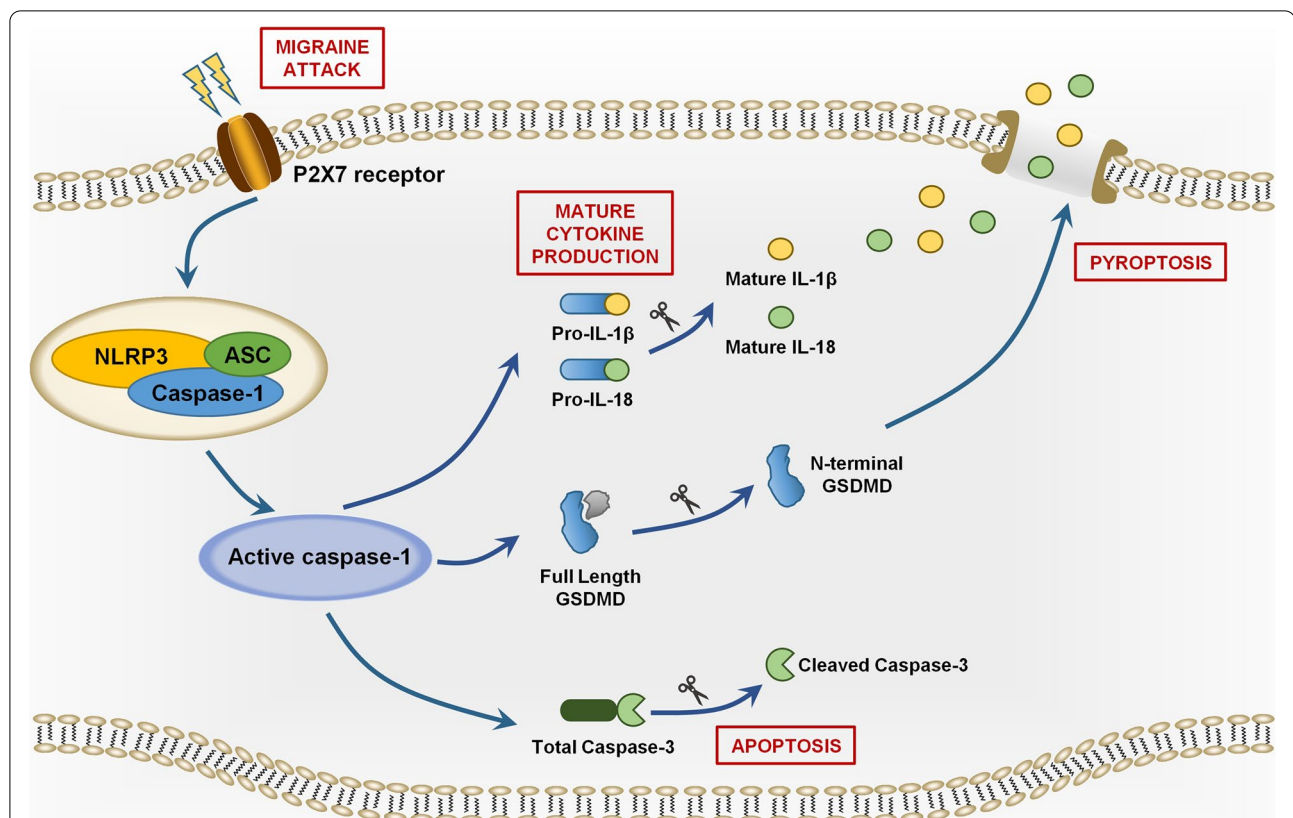 MIGRAINE
ATTACK
P2X7 receptor
MATURE
CYTOKINE
PRODUCTION
PYROPTOSIS
Mature IL-1β
Pro-IL-1β
Mature IL-18
NLRP3
ASC
Caspase-1
Pro-IL-18
N-terminal
GSDMD
Active caspase-1
Full Length
GSDMD
Cleaved Caspase-3
Total Caspase-3
APOPTOSIS